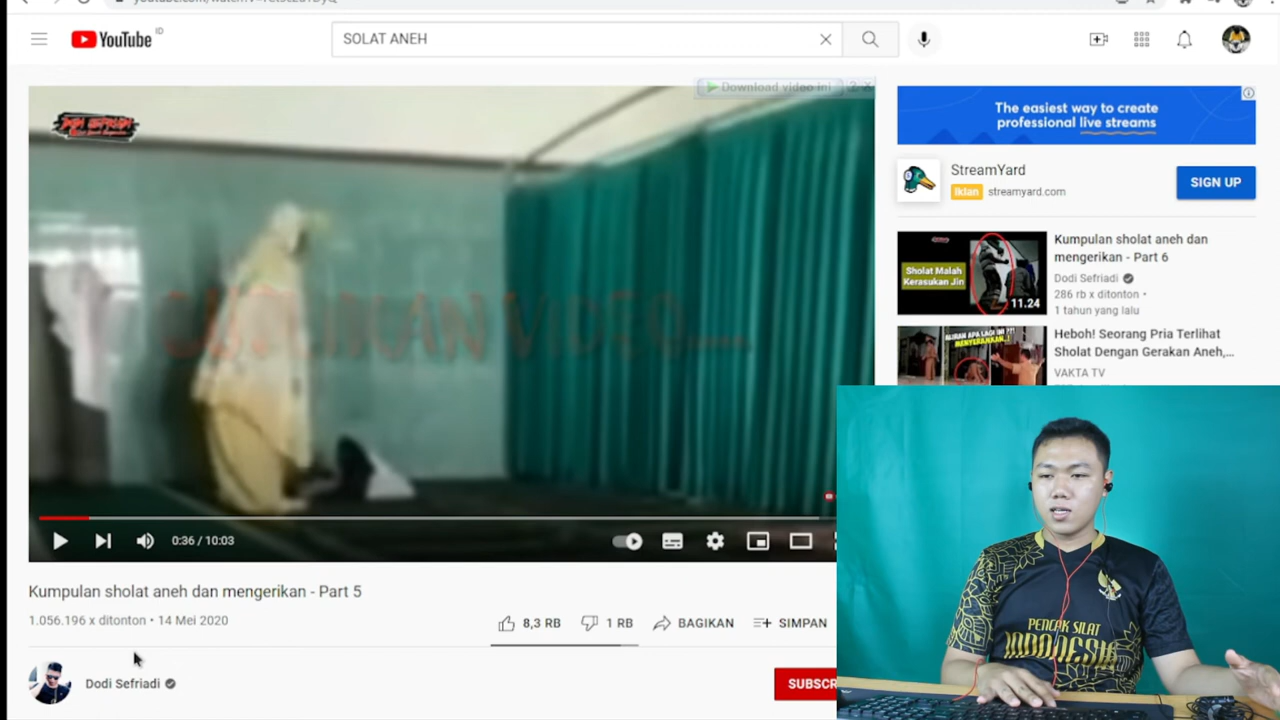 YouTube ID
SOLAT ANEH
Download video ini ? X
The easiest way to create
professional live streams
StreamYard
Iklan streamyard.com
SIGN UP
Kumpulan sholat aneh dan
mengerikan - Part 6
Dodi Sefriadi
286 rb x ditonton •
1 tahun yang lalu
Sholat Malah
Kerasukan Jin
11.24
Heboh! Seorang Pria Terlihat
Sholat Dengan Gerakan Aneh,...
VAKTA TV
0:36 / 10:03
Kumpulan sholat aneh dan mengerikan - Part 5
1.056.196 x ditonton • 14 Mei 2020
8,3 RB
1 RB
BAGIKAN
SIMPAN
Dodi Sefriadi
SUBSCR
PENCAK SILAT
INDONESIA